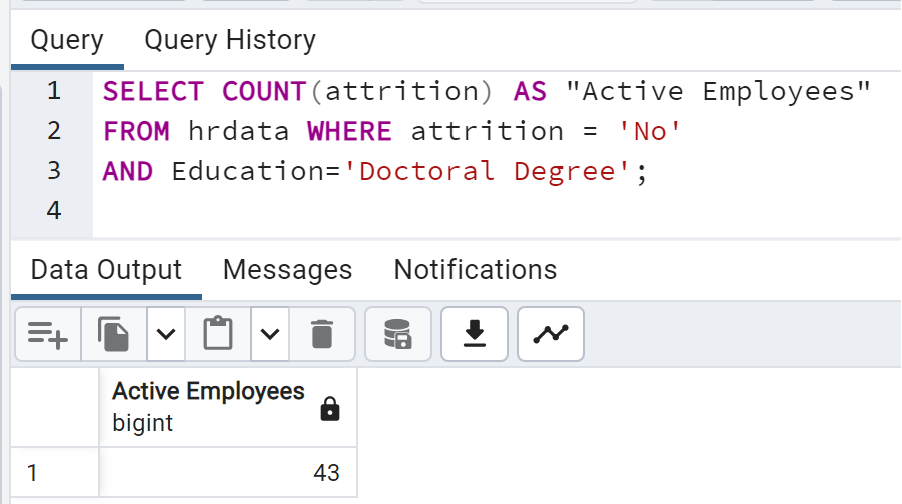 Query Query History
1 SELECT COUNT(attrition) AS "Active Employees"
2 FROM hrdata WHERE attrition = 'No'
3 AND Education='Doctoral Degree';
4
Data Output Messages Notifications
Active Employees
bigint
1 43